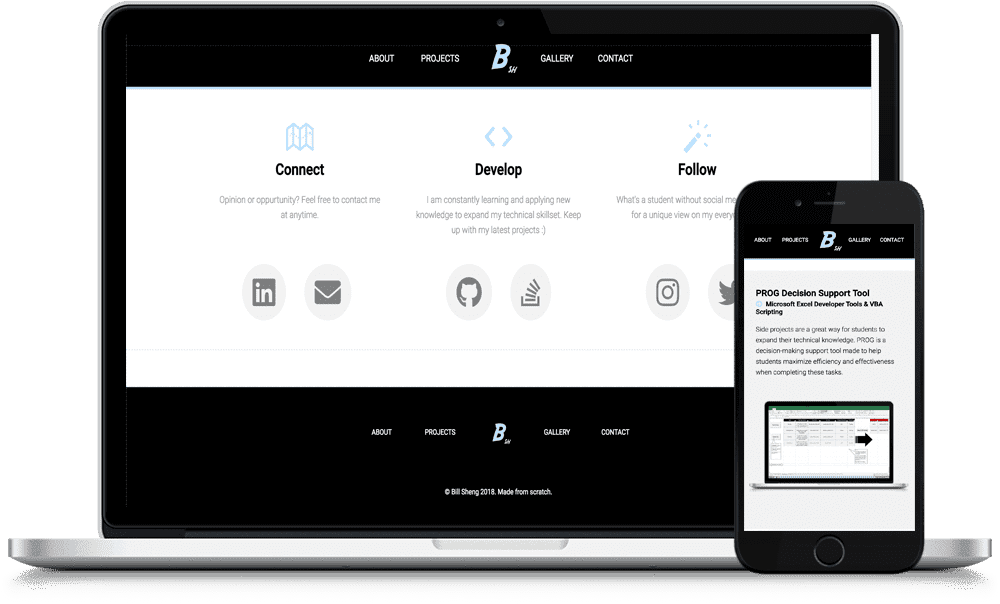 ABOUT PROJECTS B SH GALLERY CONTACT
Connect
Opinion or oppurtunity? Feel free to contact me
at anytime.
Develop
I am constantly learning and applying new
knowledge to expand my technical skillset. Keep
up with my latest projects :)
Follow
What's a student without social
for a unique view on my
ABOUT PROJECTS B SH GALLERY CONTACT
© Bill Sheng 2018. Made from scratch.
ABOUT PROJECTS B SH GALLERY CONTACT
PROG Decision Support Tool
Microsoft Excel Developer Tools & VBA
Scripting
Side projects are a great way for students to
expand their technical knowledge. PROG is a
decision-making support tool made to help
students maximize efficiency and effectiveness
when completing these tasks.